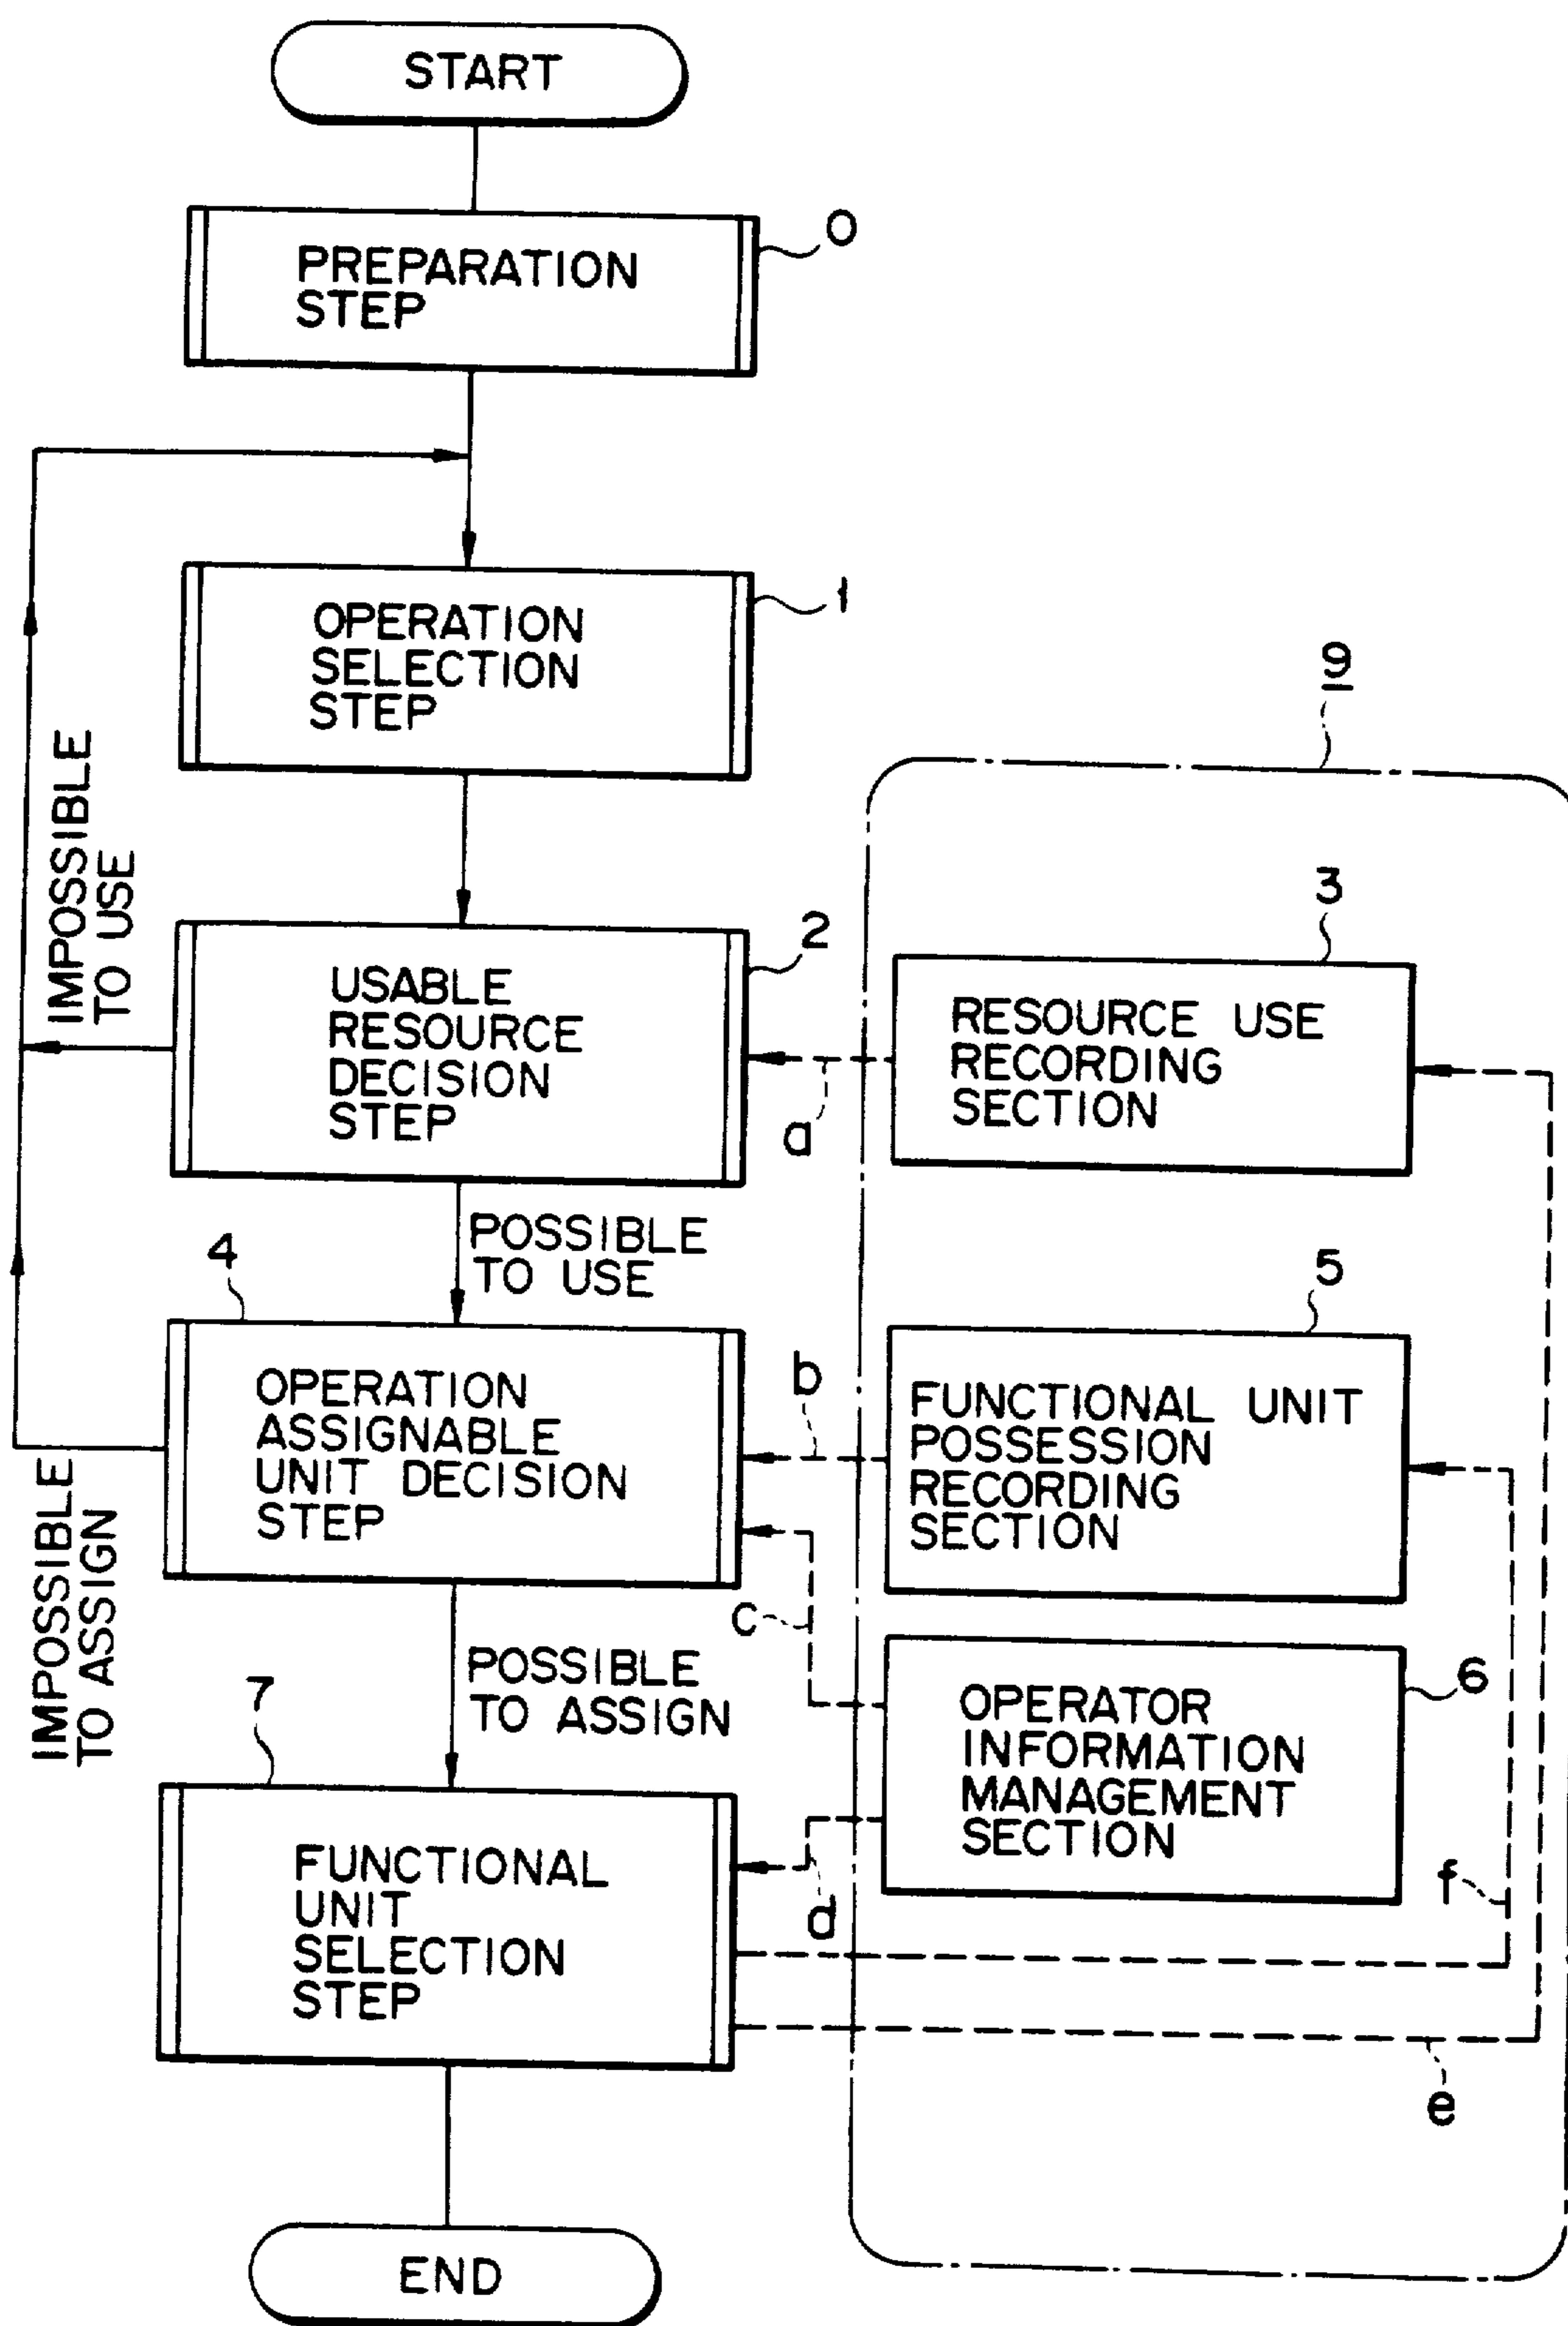 START
PREPARATION
STEP
0
OPERATION
SELECTION
STEP
1
9
IMPOSSIBLE
TO USE
USABLE
RESOURCE
DECISION
STEP
2
a
RESOURCE USE
RECORDING
SECTION
3
POSSIBLE
TO USE
4
OPERATION
ASSIGNABLE
UNIT DECISION
STEP
b
c
5
FUNCTIONAL UNIT
POSSESSION
RECORDING
SECTION
IMPOSSIBLE
TO ASSIGN
POSSIBLE
TO ASSIGN
6
OPERATOR
INFORMATION
MANAGEMENT
SECTION
7
FUNCTIONAL
UNIT
SELECTION
STEP
d
f
e
END